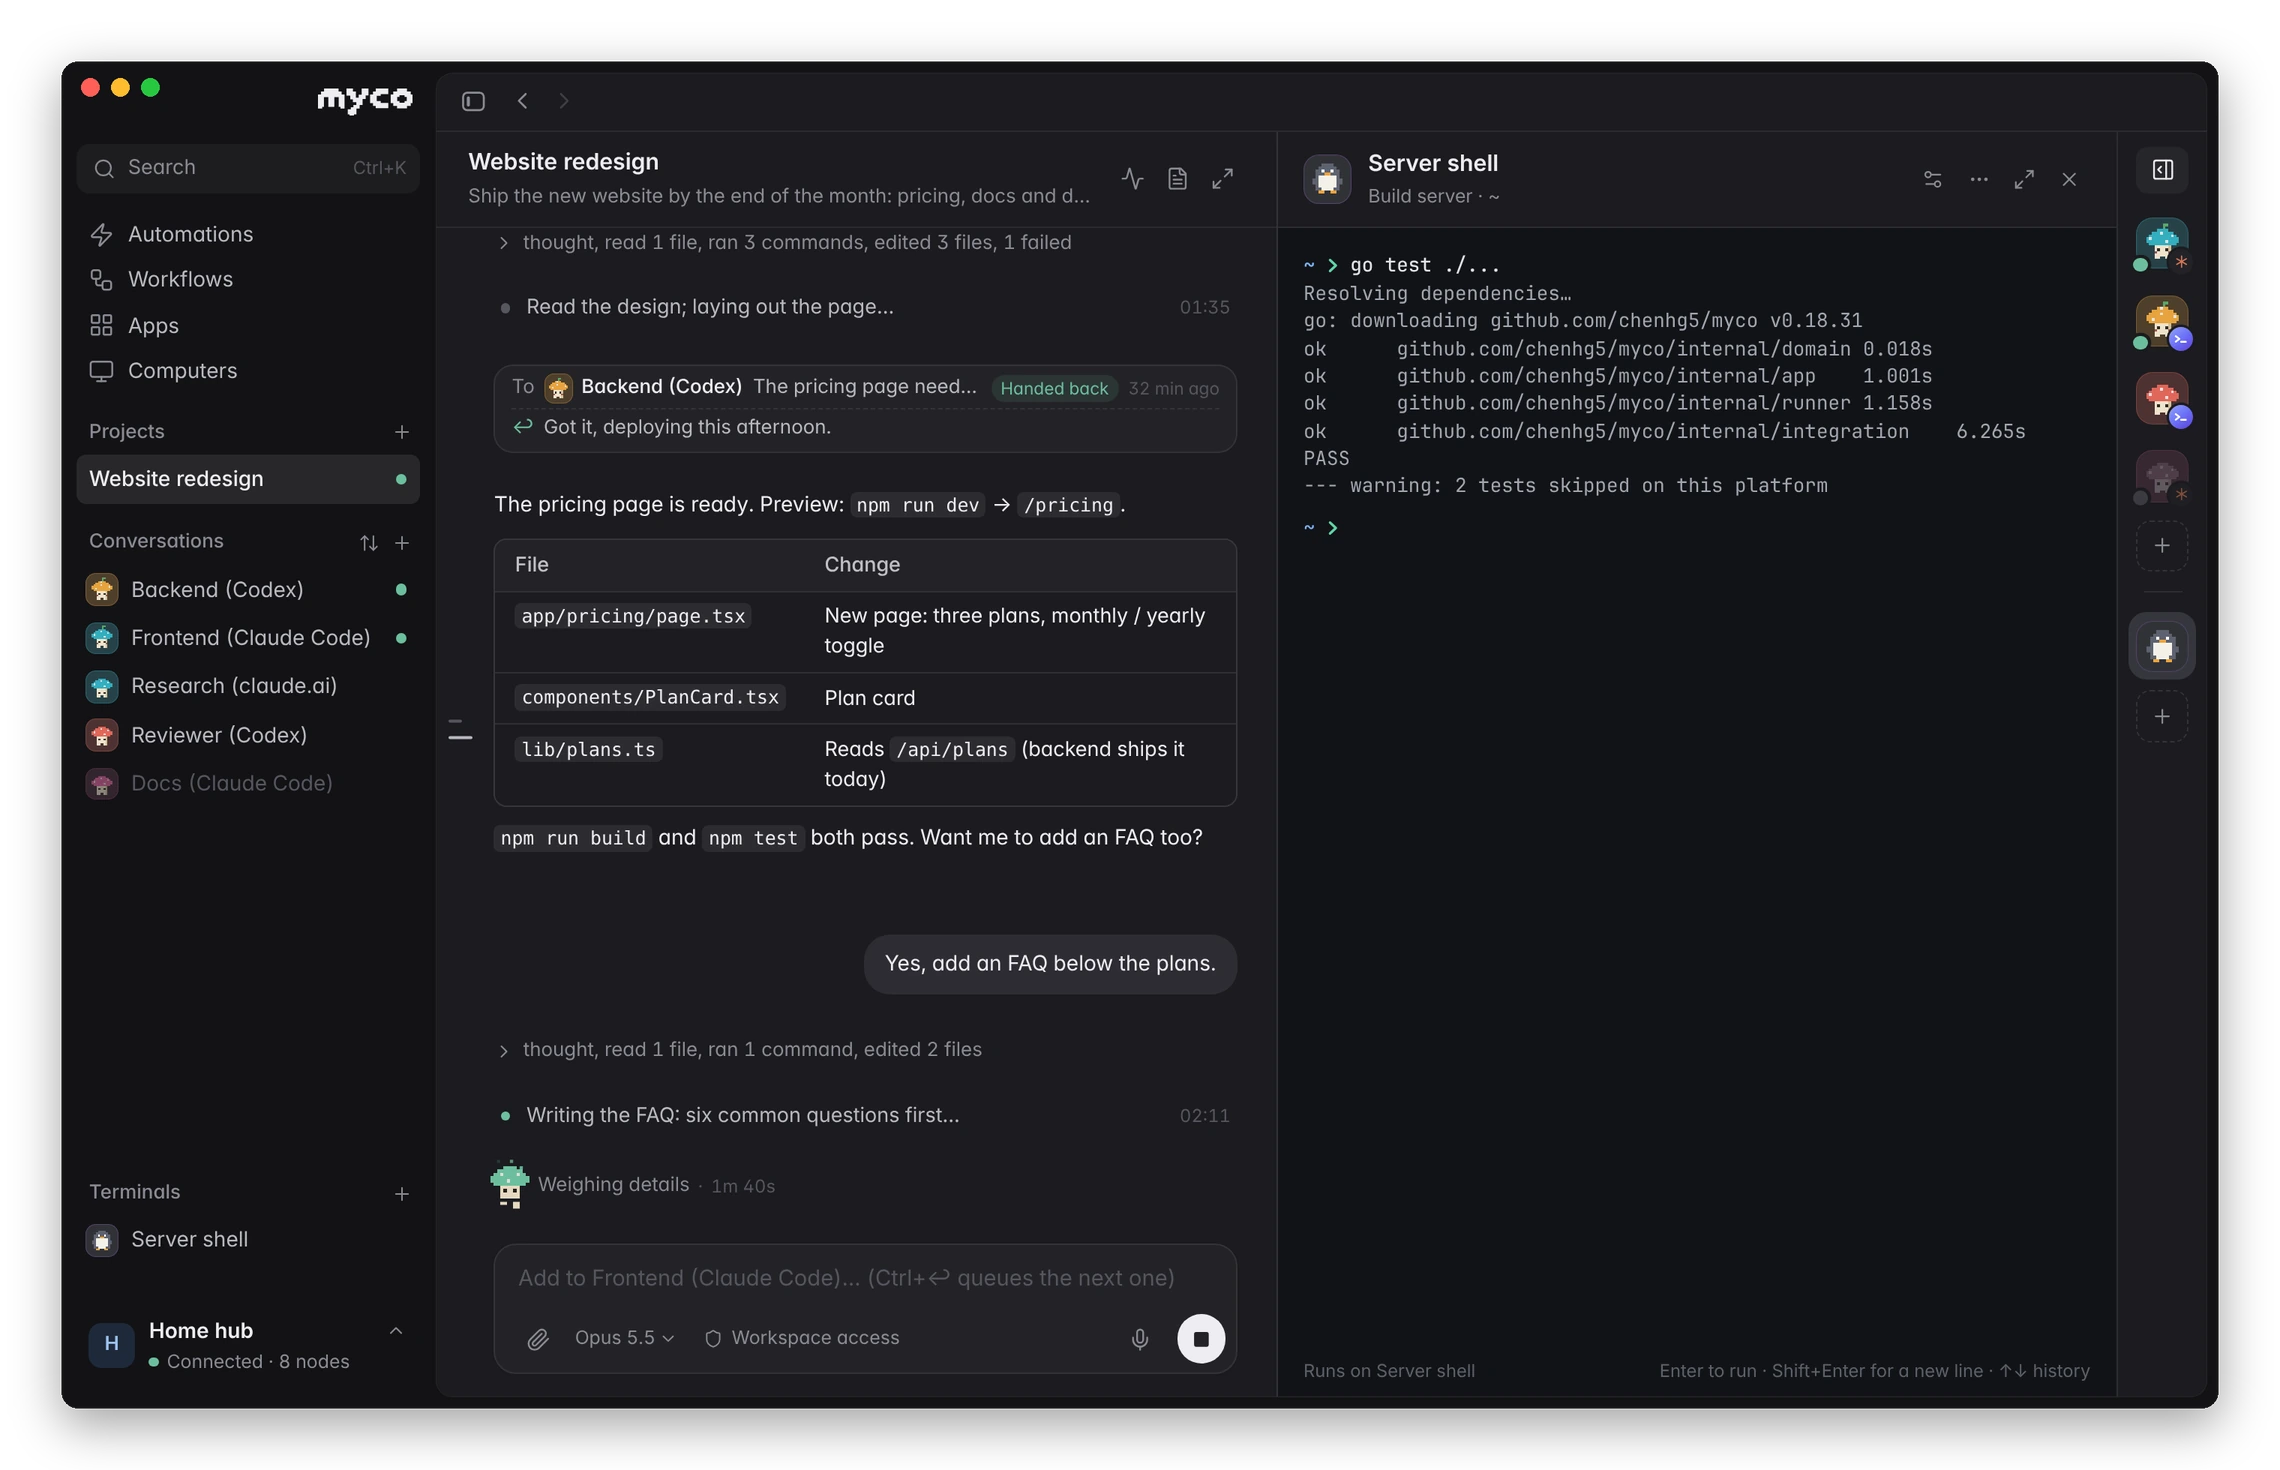 myco
Search Ctrl+K
Automations
Workflows
Apps
Computers
Projects
Website redesign
Conversations
Backend (Codex)
Frontend (Claude Code)
Research (claude.ai)
Reviewer (Codex)
Docs (Claude Code)
Terminals
Server shell
H
Home hub
Connected · 8 nodes
Website redesign
Ship the new website by the end of the month: pricing, docs and d...
thought, read 1 file, ran 3 commands, edited 3 files, 1 failed
Read the design; laying out the page... 01:35
To Backend (Codex) The pricing page need... Handed back 32 min ago
Got it, deploying this afternoon.
The pricing page is ready. Preview: npm run dev → /pricing.
File Change
app/pricing/page.tsx New page: three plans, monthly / yearly
toggle
components/PlanCard.tsx Plan card
lib/plans.ts Reads /api/plans (backend ships it
today)
npm run build and npm test both pass. Want me to add an FAQ too?
Yes, add an FAQ below the plans.
thought, read 1 file, ran 1 command, edited 2 files
Writing the FAQ: six common questions first... 02:11
Weighing details · 1m 40s
Add to Frontend (Claude Code)... (Ctrl+↩ queues the next one)
Opus 5.5 Workspace access
Server shell
Build server · ~
~ ❯ go test ./...
Resolving dependencies…
go: downloading github.com/chenhg5/myco v0.18.31
ok github.com/chenhg5/myco/internal/domain 0.018s
ok github.com/chenhg5/myco/internal/app 1.001s
ok github.com/chenhg5/myco/internal/runner 1.158s
ok github.com/chenhg5/myco/internal/integration 6.265s
PASS
--- warning: 2 tests skipped on this platform
~ ❯
Runs on Server shell
Enter to run · Shift+Enter for a new line · ↑↓ history